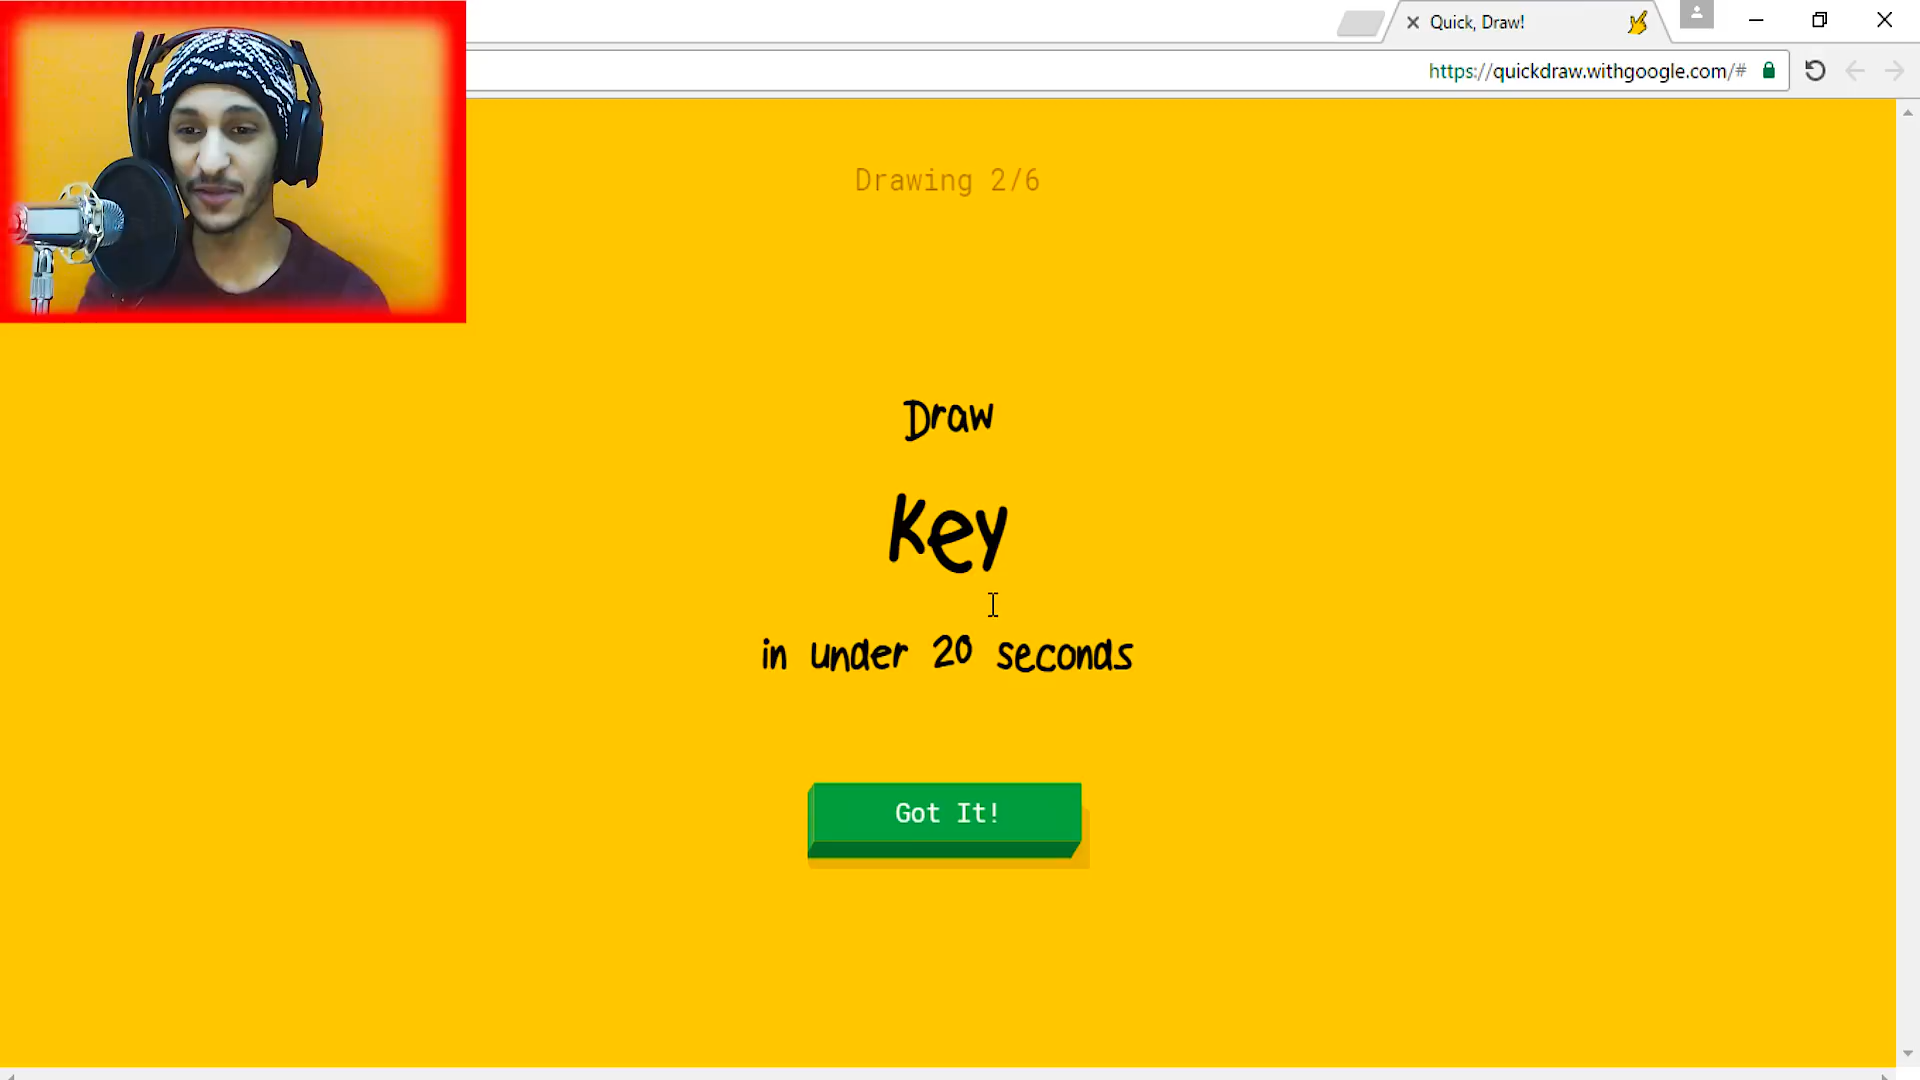 Quick, Draw!
https://quickdraw.withgoogle.com/#
Drawing 2/6
Draw
Key
in under 20 seconds
Got It!